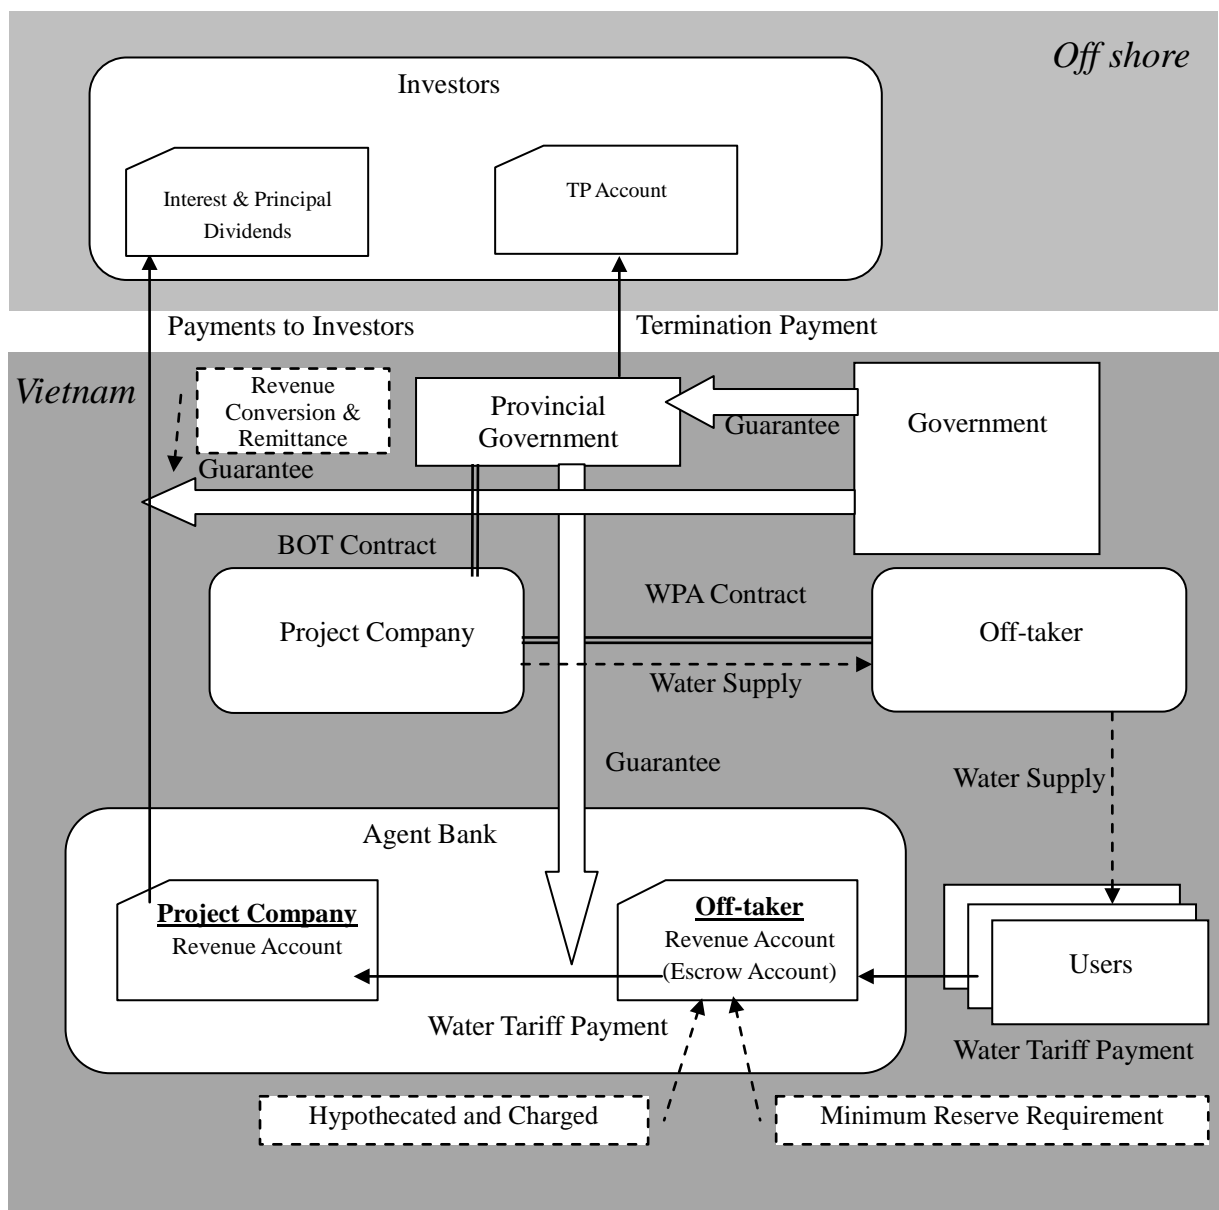 Off shore
Investors
Interest & Principal
Dividends
TP Account
Payments to Investors
Termination Payment
Vietnam
Revenue
Conversion &
Remittance
Provincial
Government
Guarantee
Government
Guarantee
BOT Contract
WPA Contract
Project Company
Off-taker
Water Supply
Guarantee
Water Supply
Agent Bank
Project Company
Revenue Account
Off-taker
Revenue Account
(Escrow Account)
Users
Water Tariff Payment
Water Tariff Payment
Hypothecated and Charged
Minimum Reserve Requirement